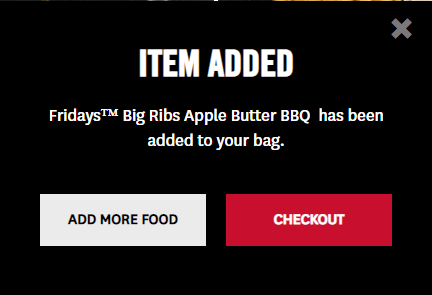 ITEM ADDED
Fridays™ Big Ribs Apple Butter BBQ has been
added to your bag.
ADD MORE FOOD
CHECKOUT